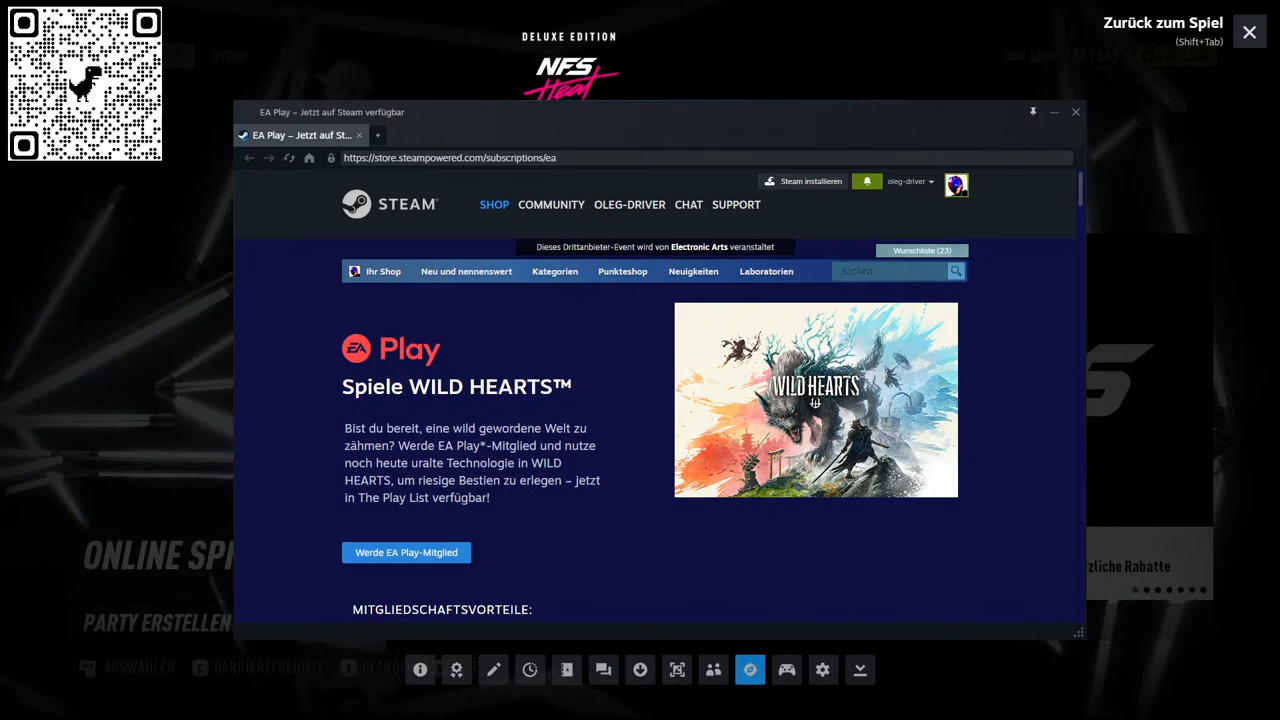 Zurück zum Spiel
(Shift+Tab)
DELUXE EDITION
NFS
Heat
EA Play – Jetzt auf Steam verfügbar
EA Play – Jetzt auf St...
https://store.steampowered.com/subscriptions/ea
Steam installieren
oleg-driver
STEAM
SHOP COMMUNITY OLEG-DRIVER CHAT SUPPORT
Dieses Drittanbieter-Event wird von Electronic Arts veranstaltet
Wunschliste (23)
Ihr Shop Neu und nennenswert Kategorien Punkteshop Neuigkeiten Laboratorien Suchen
EA Play
Spiele WILD HEARTS™
WILD HEARTS
Bist du bereit, eine wild gewordene Welt zu
zähmen? Werde EA Play*-Mitglied und nutze
noch heute uralte Technologie in WILD
HEARTS, um riesige Bestien zu erlegen – jetzt
in The Play List verfügbar!
Werde EA Play-Mitglied
MITGLIEDSCHAFTSVORTEILE:
ONLINE SPI
tzliche Rabatte
PARTY ERSTELLEN
AUSWÄHLEN BARRIEREFREIHEIT